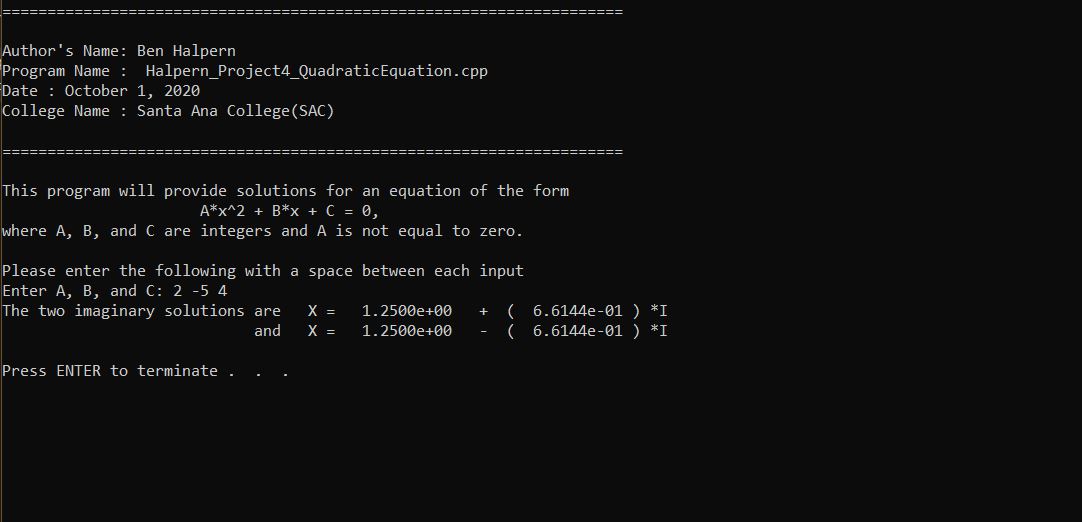 =====================================================================
Author's Name: Ben Halpern
Program Name :  Halpern_Project4_QuadraticEquation.cpp
Date : October 1, 2020
College Name : Santa Ana College(SAC)
=====================================================================
This program will provide solutions for an equation of the form
A*x^2 + B*x + C = 0,
where A, B, and C are integers and A is not equal to zero.
Please enter the following with a space between each input
Enter A, B, and C: 2 -5 4
The two imaginary solutions are   X =   1.2500e+00   +  (  6.6144e-01 ) *I
and   X =   1.2500e+00   -  (  6.6144e-01 ) *I
Press ENTER to terminate .  .  .